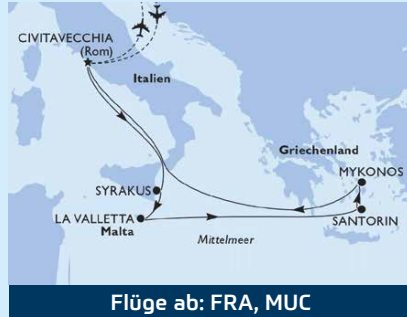 CIVITAVECCHIA
(Rom)
Italien
Griechenland
MYKONOS
SYRAKUS
SANTORIN
LA VALLETTA
Malta
Mittelmeer
Flüge ab: FRA, MUC